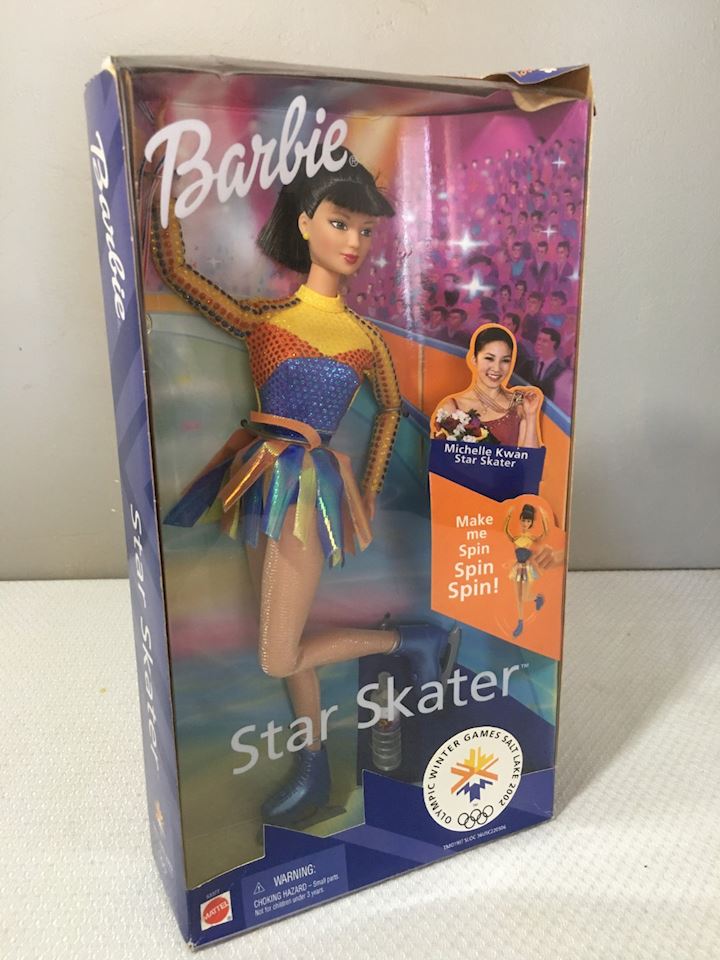 Barbie®
Barbie
Star Skater
Michelle Kwan
Star Skater
Make
me
Spin
Spin
Spin!
Star Skater™
OLYMPIC WINTER GAMES SALT LAKE 2002
MATTEL
⚠ WARNING:
CHOKING HAZARD – Small parts.
Not for children under 3 years.